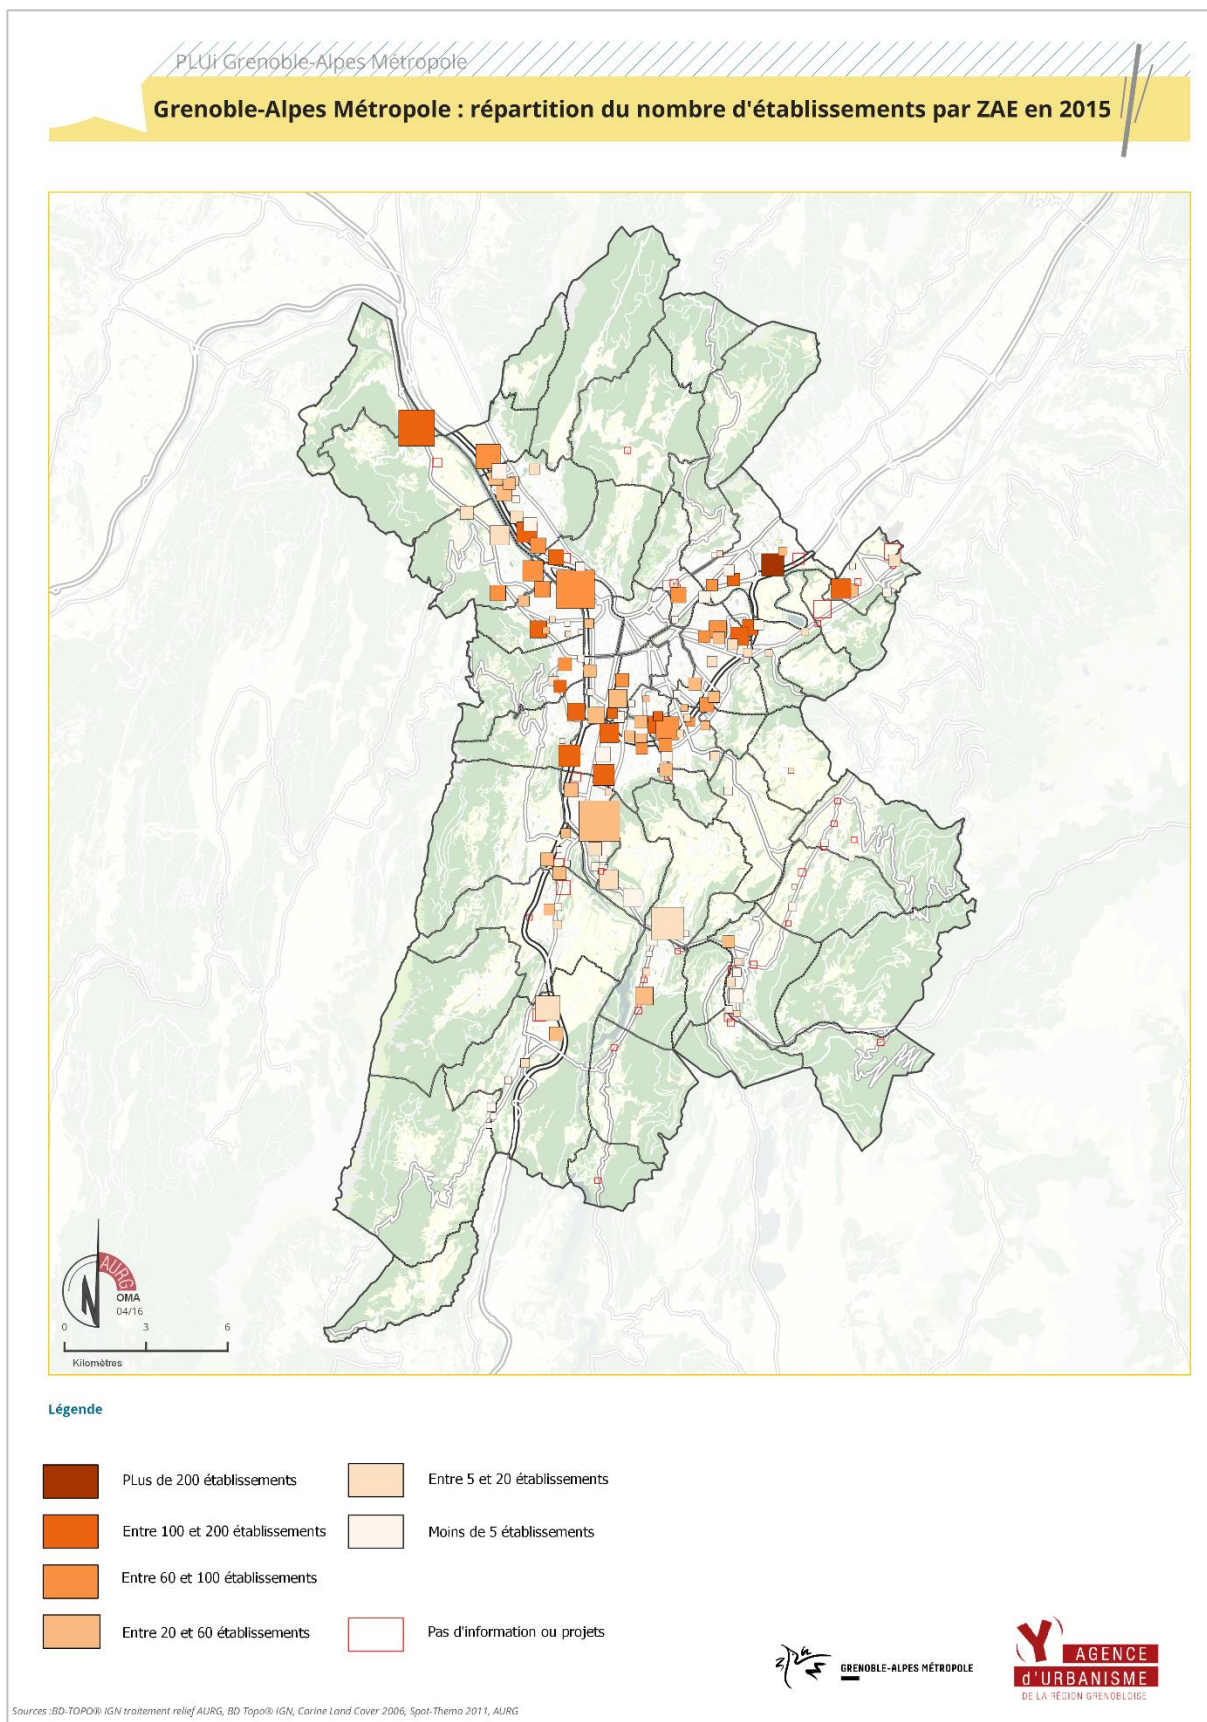 PLUi Grenoble-Alpes Métropole
Grenoble-Alpes Métropole : répartition du nombre d'établissements par ZAE en 2015
AURG
N
OMA
04/16
0 3 6
Kilomètres
Légende
PLus de 200 établissements
Entre 5 et 20 établissements
Entre 100 et 200 établissements
Moins de 5 établissements
Entre 60 et 100 établissements
Entre 20 et 60 établissements
Pas d'information ou projets
GRENOBLE-ALPES MÉTROPOLE
AGENCE
d'URBANISME
DE LA RÉGION GRENOBLOISE
Sources :BD-TOPO® IGN traitement relief AURG, BD Topo® IGN, Corine Land Cover 2006, Spot-Thema 2011, AURG